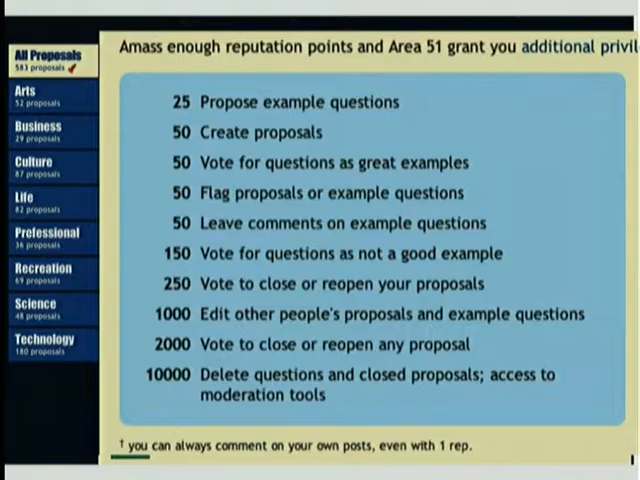 Amass enough reputation points and Area 51 grant you additional privil
All Proposals
583 proposals
Arts
52 proposals
Business
29 proposals
Culture
87 proposals
Life
82 proposals
Professional
36 proposals
Recreation
69 proposals
Science
48 proposals
Technology
180 proposals
25 Propose example questions
50 Create proposals
50 Vote for questions as great examples
50 Flag proposals or example questions
50 Leave comments on example questions
150 Vote for questions as not a good example
250 Vote to close or reopen your proposals
1000 Edit other people's proposals and example questions
2000 Vote to close or reopen any proposal
10000 Delete questions and closed proposals; access to
moderation tools
† you can always comment on your own posts, even with 1 rep.